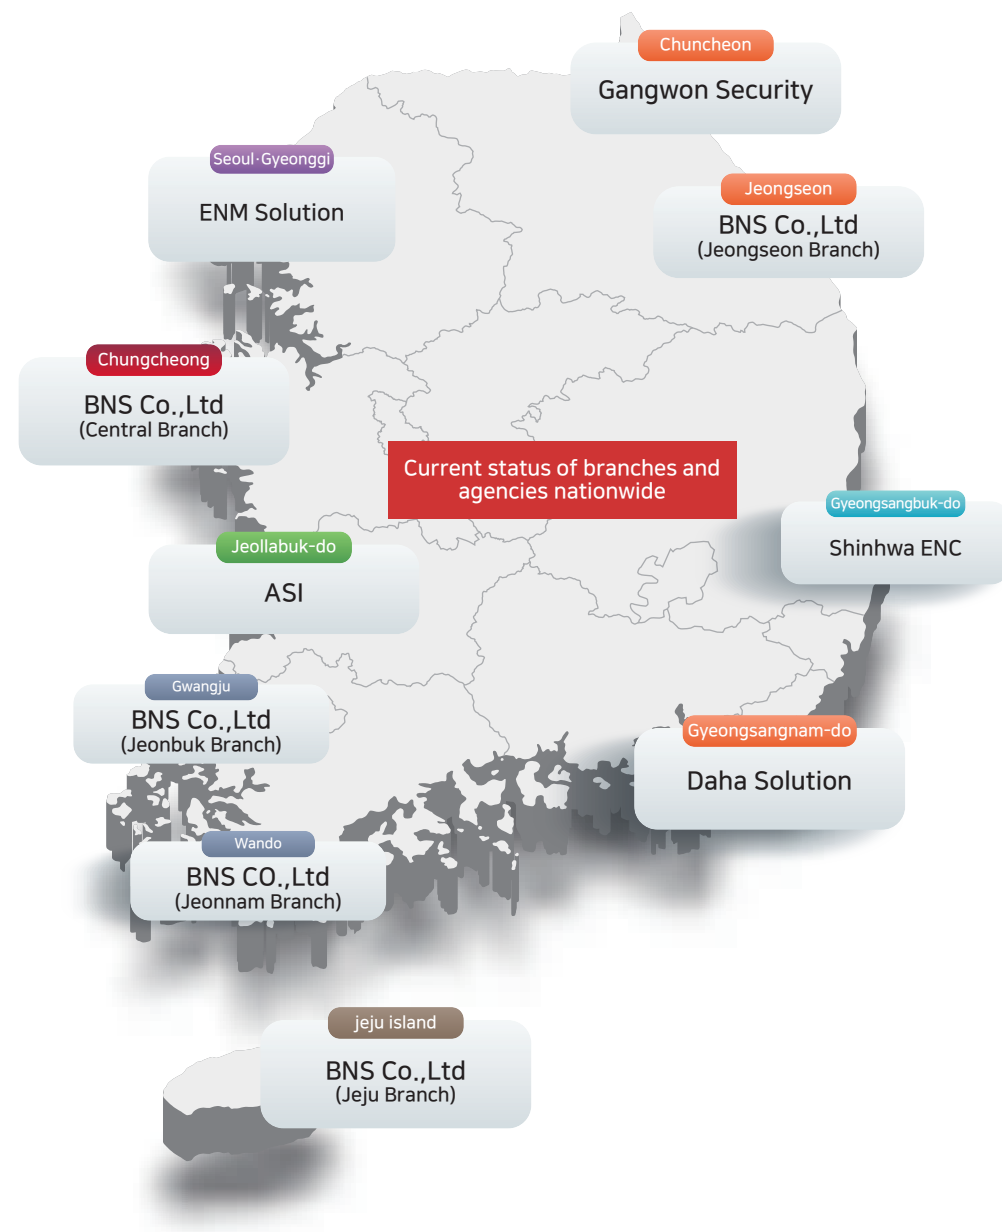 Chuncheon
Gangwon Security
Seoul·Gyeonggi
ENM Solution
Jeongseon
BNS Co.,Ltd
(Jeongseon Branch)
Chungcheong
BNS Co.,Ltd
(Central Branch)
Current status of branches and
agencies nationwide
Gyeongsangbuk-do
Shinhwa ENC
Jeollabuk-do
ASI
Gwangju
BNS Co.,Ltd
(Jeonbuk Branch)
Gyeongsangnam-do
Daha Solution
Wando
BNS CO.,Ltd
(Jeonnam Branch)
jeju island
BNS Co.,Ltd
(Jeju Branch)